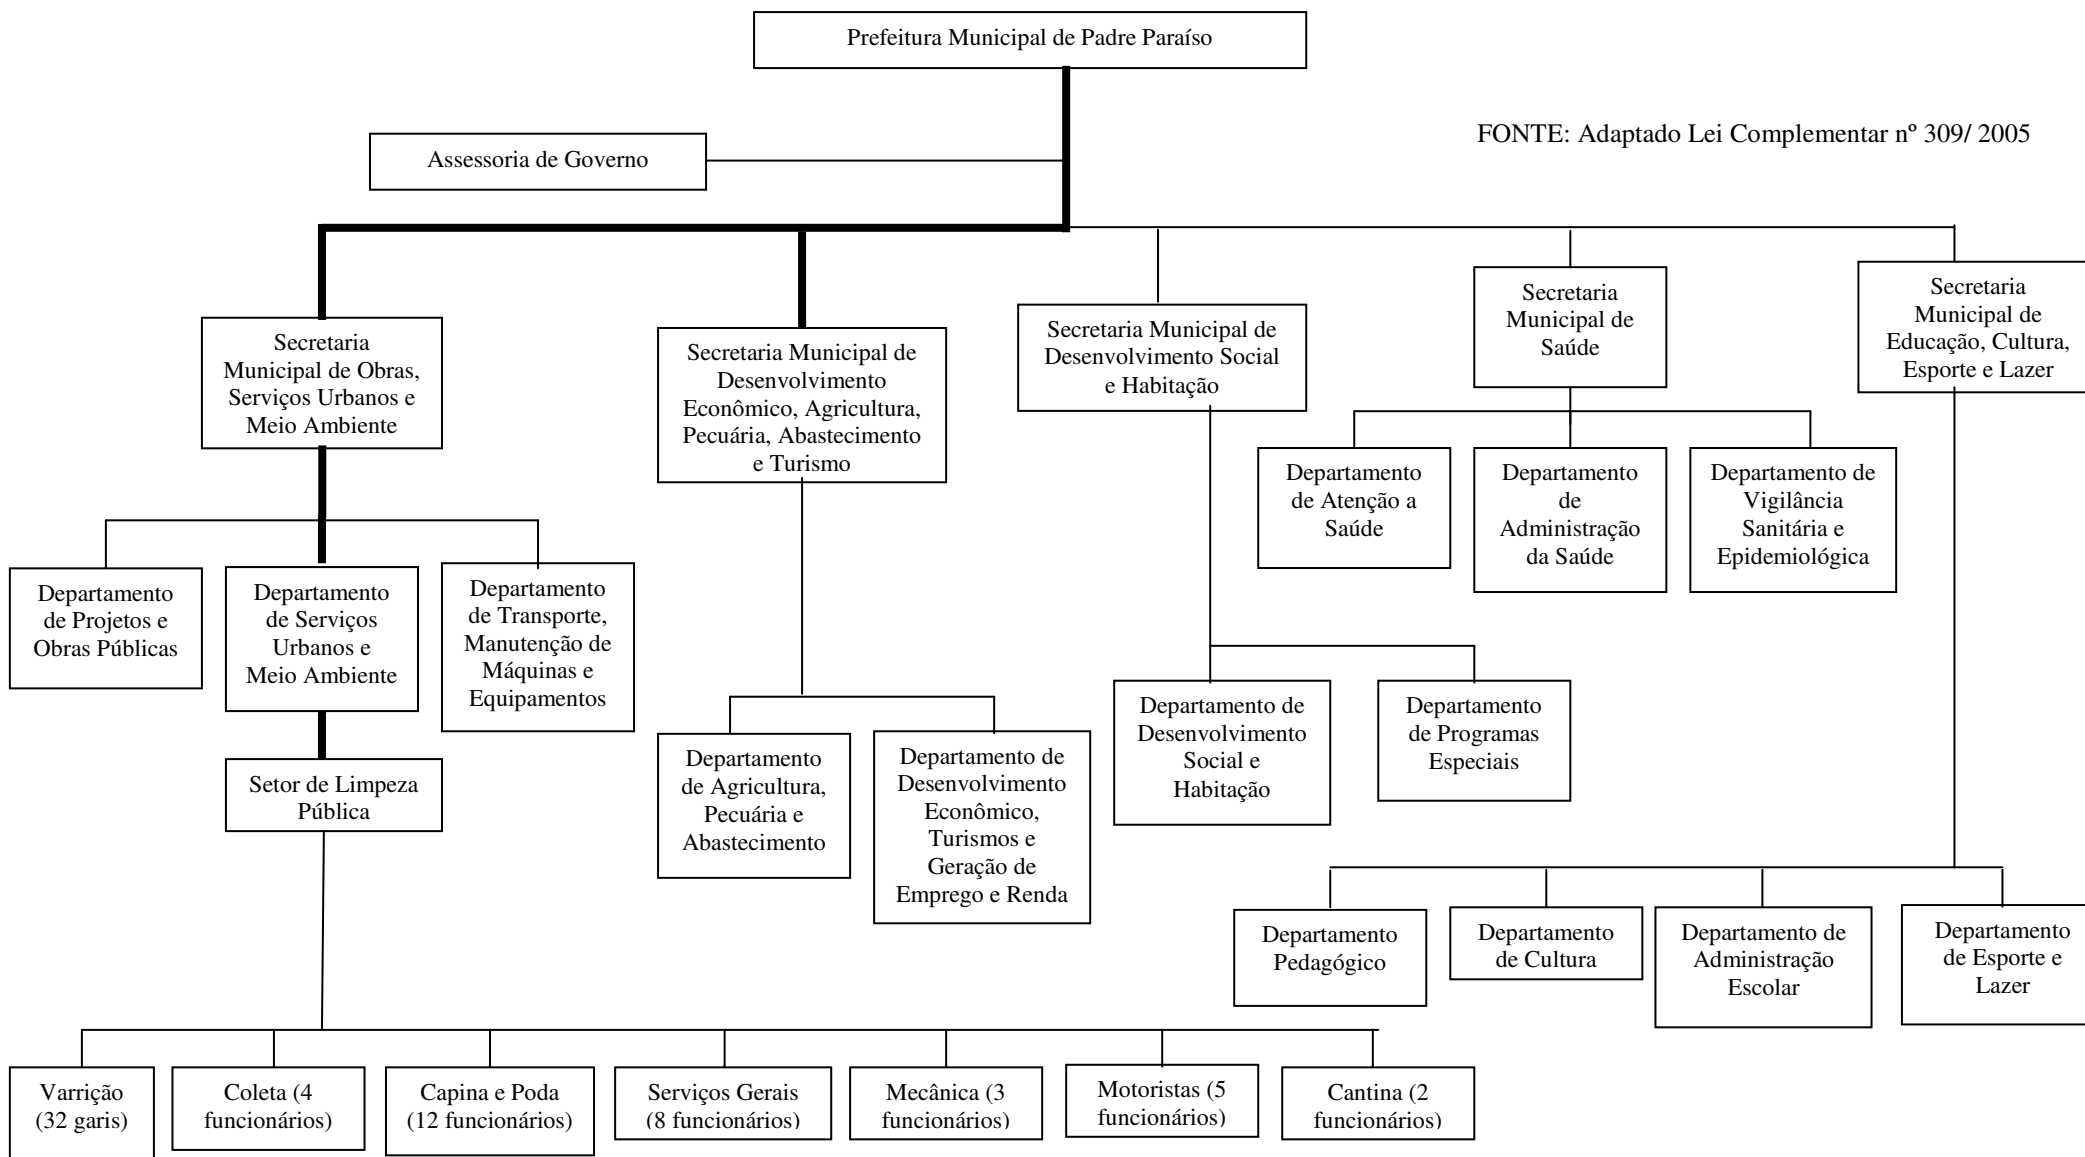 Prefeitura Municipal de Padre Paraíso
FONTE: Adaptado Lei Complementar nº 309/ 2005
Assessoria de Governo
Secretaria
Municipal de Obras,
Serviços Urbanos e
Meio Ambiente
Secretaria Municipal de
Desenvolvimento
Econômico, Agricultura,
Pecuária, Abastecimento
e Turismo
Secretaria Municipal de
Desenvolvimento Social
e Habitação
Secretaria
Municipal de
Saúde
Secretaria
Municipal de
Educação, Cultura,
Esporte e Lazer
Departamento
de Atenção a
Saúde
Departamento
de
Administração
da Saúde
Departamento de
Vigilância
Sanitária e
Epidemiológica
Departamento
de Projetos e
Obras Públicas
Departamento
de Serviços
Urbanos e
Meio Ambiente
Departamento
de Transporte,
Manutenção de
Máquinas e
Equipamentos
Departamento de
Desenvolvimento
Social e
Habitação
Departamento
de Programas
Especiais
Setor de Limpeza
Pública
Departamento
de Agricultura,
Pecuária e
Abastecimento
Departamento de
Desenvolvimento
Econômico,
Turismos e
Geração de
Emprego e Renda
Departamento
Pedagógico
Departamento
de Cultura
Departamento de
Administração
Escolar
Departamento
de Esporte e
Lazer
Varrição
(32 garis)
Coleta (4
funcionários)
Capina e Poda
(12 funcionários)
Serviços Gerais
(8 funcionários)
Mecânica (3
funcionários)
Motoristas (5
funcionários)
Cantina (2
funcionários)